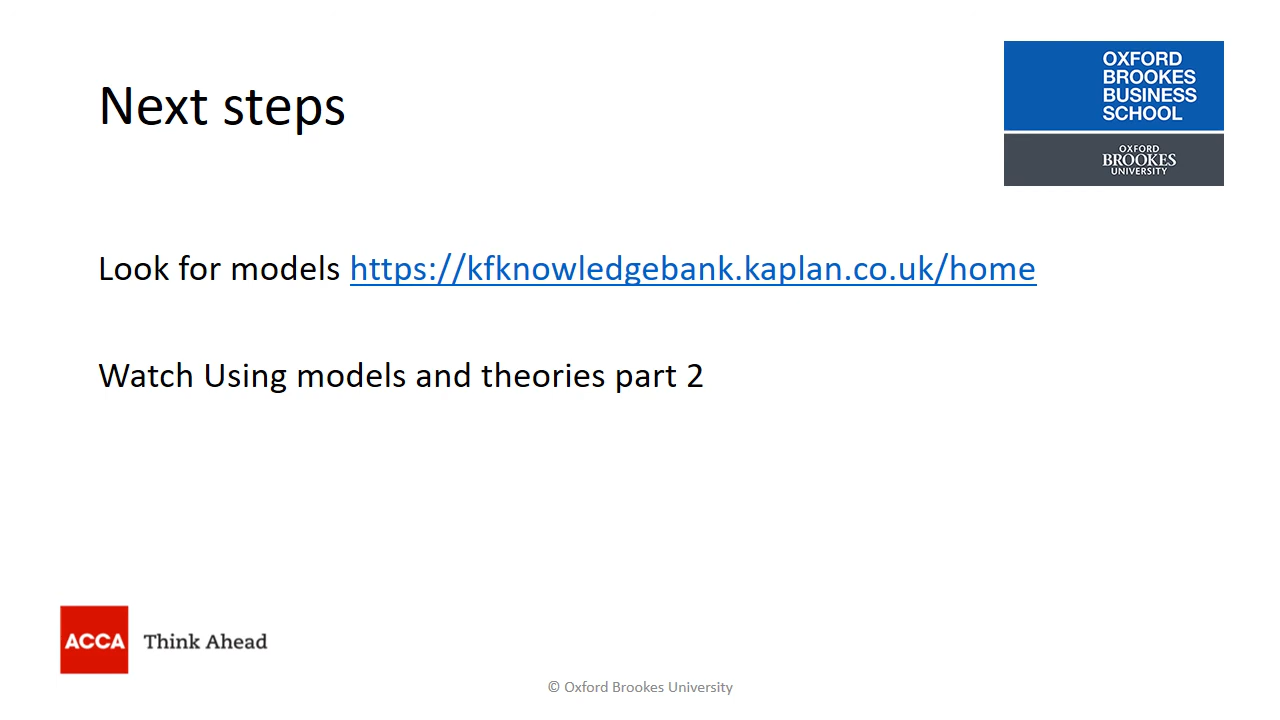 Next steps
OXFORD
BROOKES
BUSINESS
SCHOOL
OXFORD
BROOKES
UNIVERSITY
Look for models https://kfknowledgebank.kaplan.co.uk/home
Watch Using models and theories part 2
ACCA Think Ahead
© Oxford Brookes University